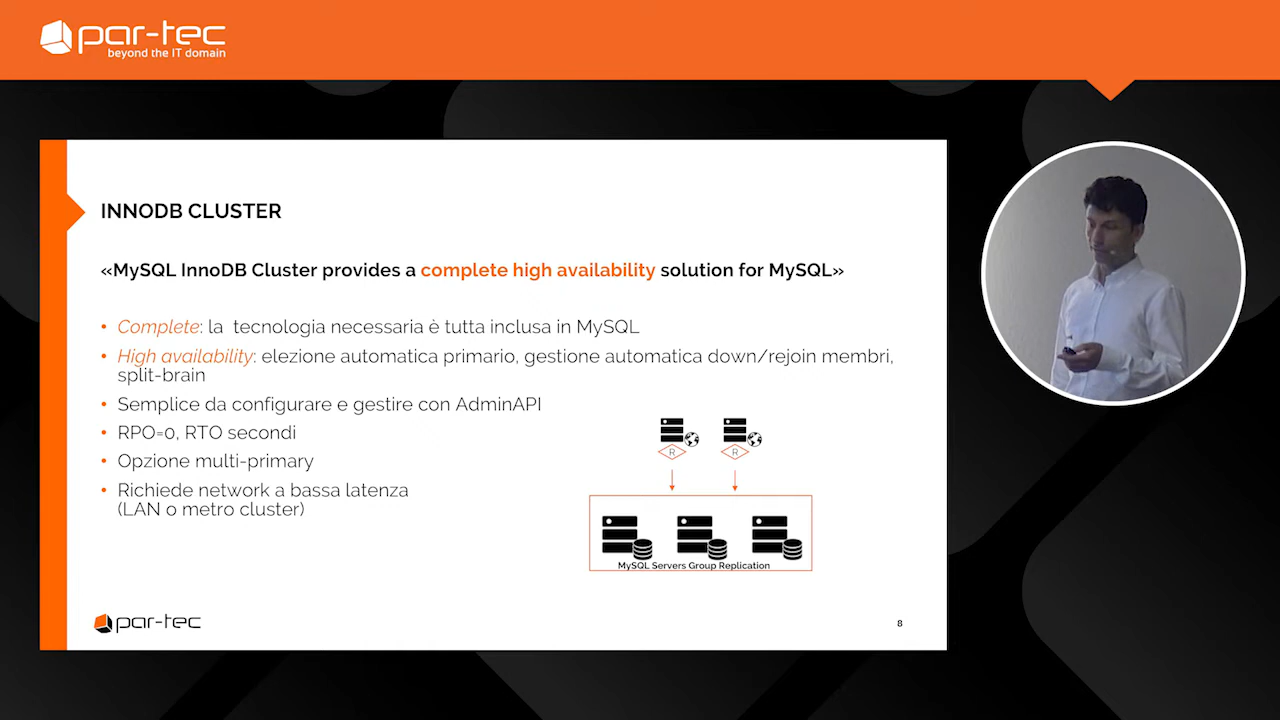 par-tec
beyond the IT domain
INNODB CLUSTER
«MySQL InnoDB Cluster provides a complete high availability solution for MySQL»
• Complete: la tecnologia necessaria è tutta inclusa in MySQL
• High availability: elezione automatica primario, gestione automatica down/rejoin membri,
split-brain
• Semplice da configurare e gestire con AdminAPI
• RPO=0, RTO secondi
• Opzione multi-primary
• Richiede network a bassa latenza
(LAN o metro cluster)
R R
MySQL Servers Group Replication
par-tec
8